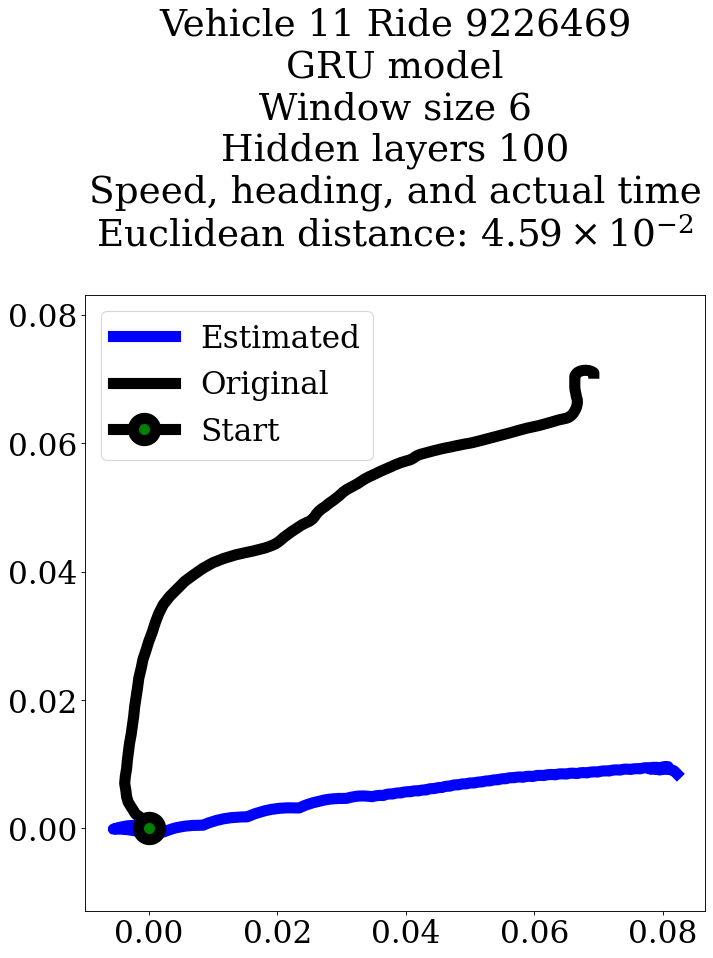 Vehicle 11 Ride 9226469
GRU model
Window size 6
Hidden layers 100
Speed, heading, and actual time
Euclidean distance: 4.59 × 10⁻²
Estimated
Original
Start
0.08
0.06
0.04
0.02
0.00
0.00 0.02 0.04 0.06 0.08